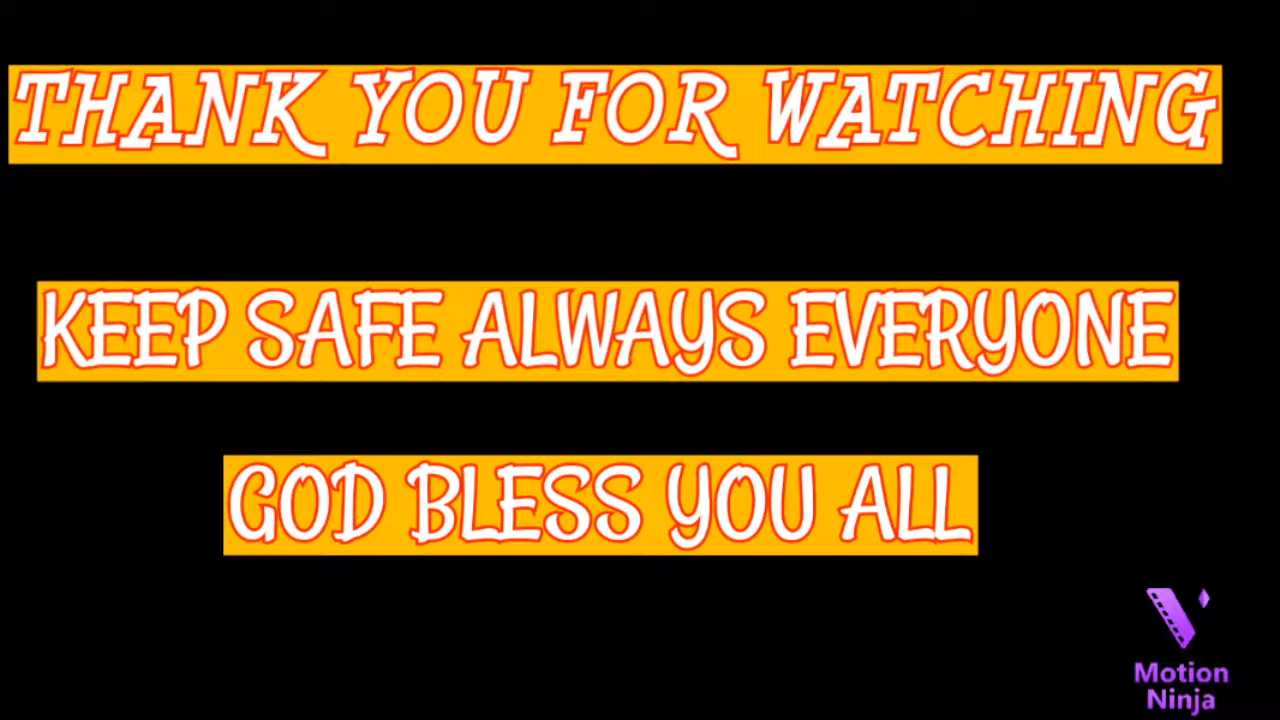 THANK YOU FOR WATCHING
KEEP SAFE ALWAYS EVERYONE
GOD BLESS YOU ALL
Motion
Ninja